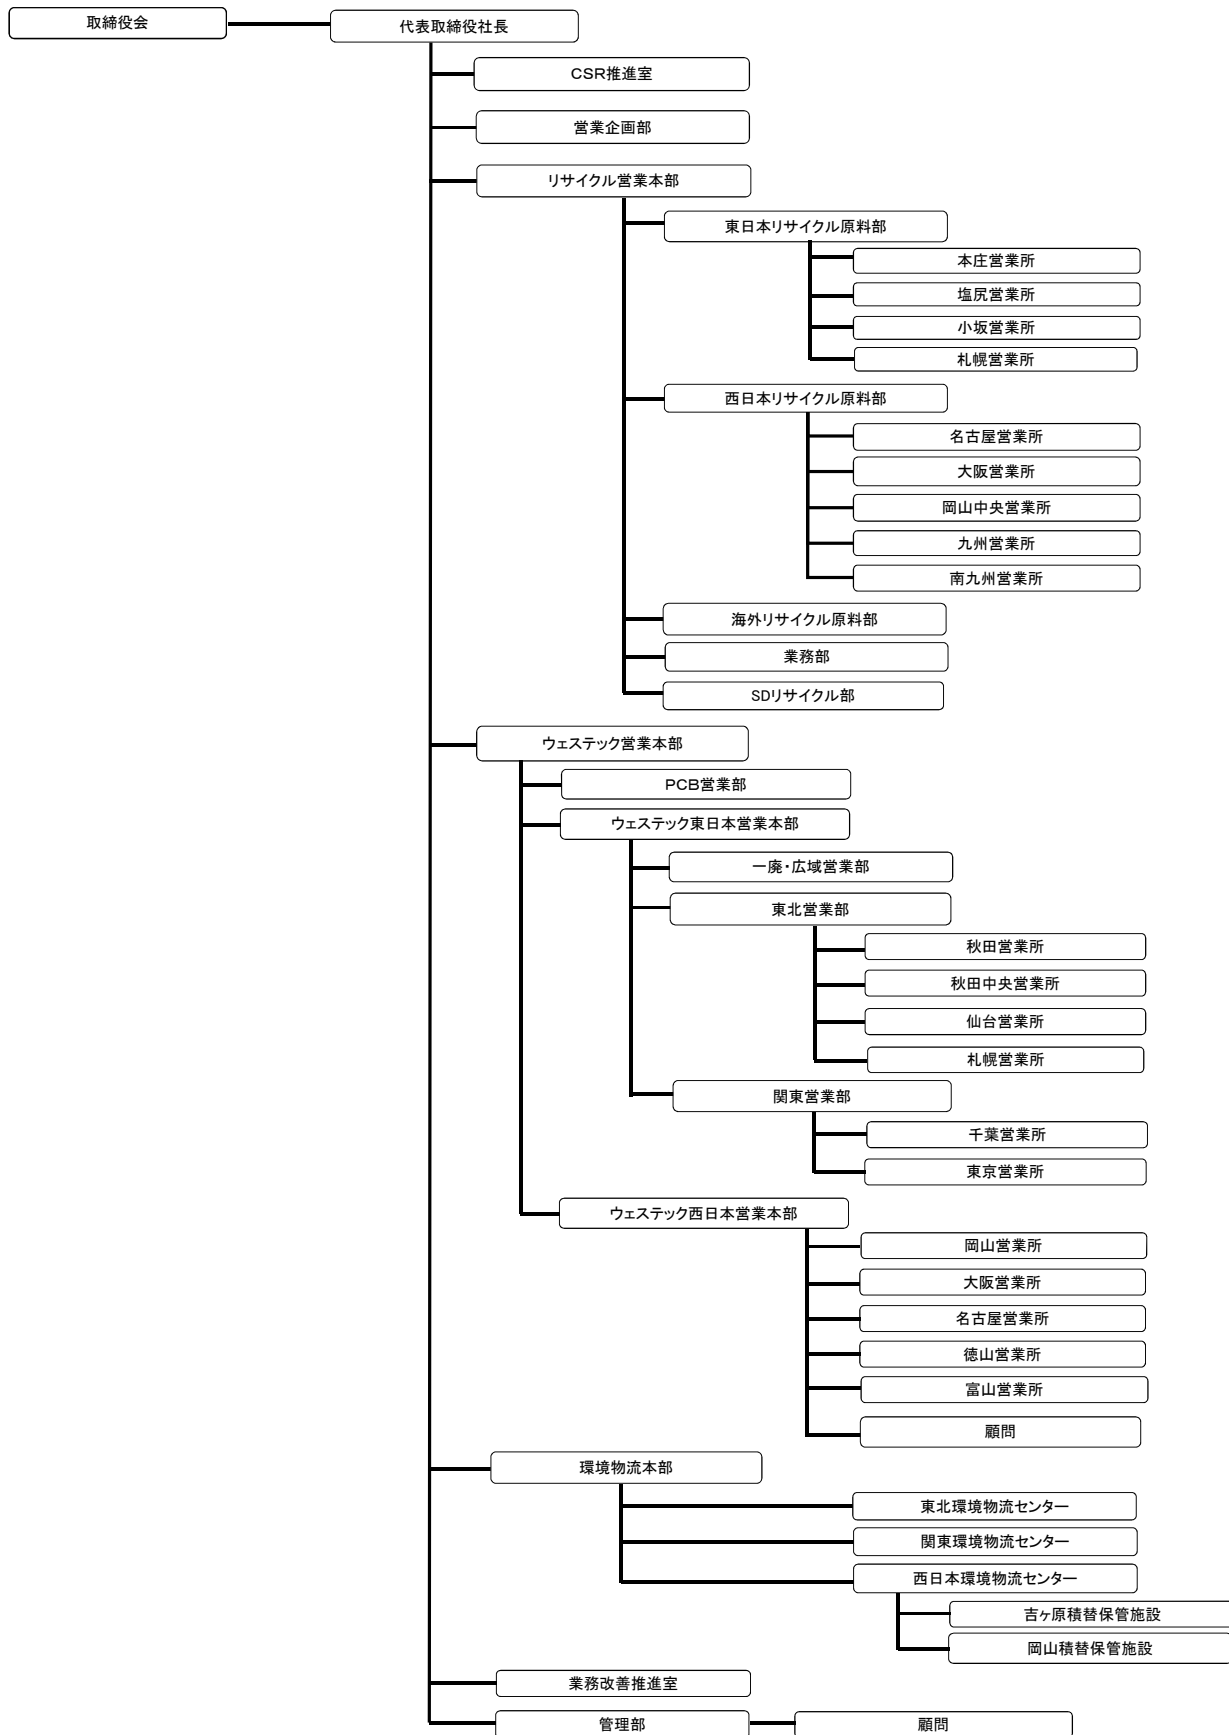 取締役会
代表取締役社長
CSR推進室
営業企画部
リサイクル営業本部
東日本リサイクル原料部
本庄営業所
塩尻営業所
小坂営業所
札幌営業所
西日本リサイクル原料部
名古屋営業所
大阪営業所
岡山中央営業所
九州営業所
南九州営業所
海外リサイクル原料部
業務部
SDリサイクル部
ウェステック営業本部
PCB営業部
ウェステック東日本営業本部
一廃・広域営業部
東北営業部
秋田営業所
秋田中央営業所
仙台営業所
札幌営業所
関東営業部
千葉営業所
東京営業所
ウェステック西日本営業本部
岡山営業所
大阪営業所
名古屋営業所
徳山営業所
富山営業所
顧問
環境物流本部
東北環境物流センター
関東環境物流センター
西日本環境物流センター
吉ヶ原積替保管施設
岡山積替保管施設
業務改善推進室
管理部
顧問